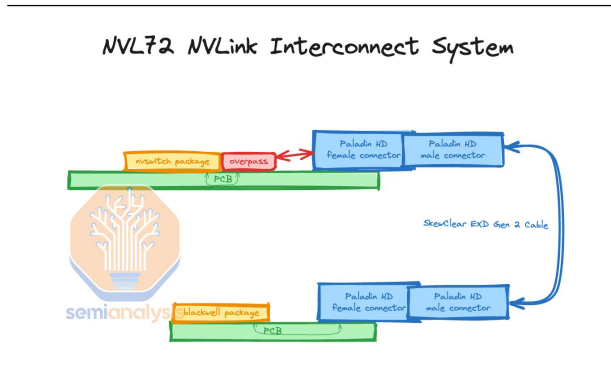 NVL72 NVLink Interconnect System
Paladin HD
female connector
Paladin HD
male connector
nvswitch package
overpass
PCB
SkewClear EXD Gen 2 Cable
semianalysis
Paladin HD
female connector
Paladin HD
male connector
blackwell package
PCB